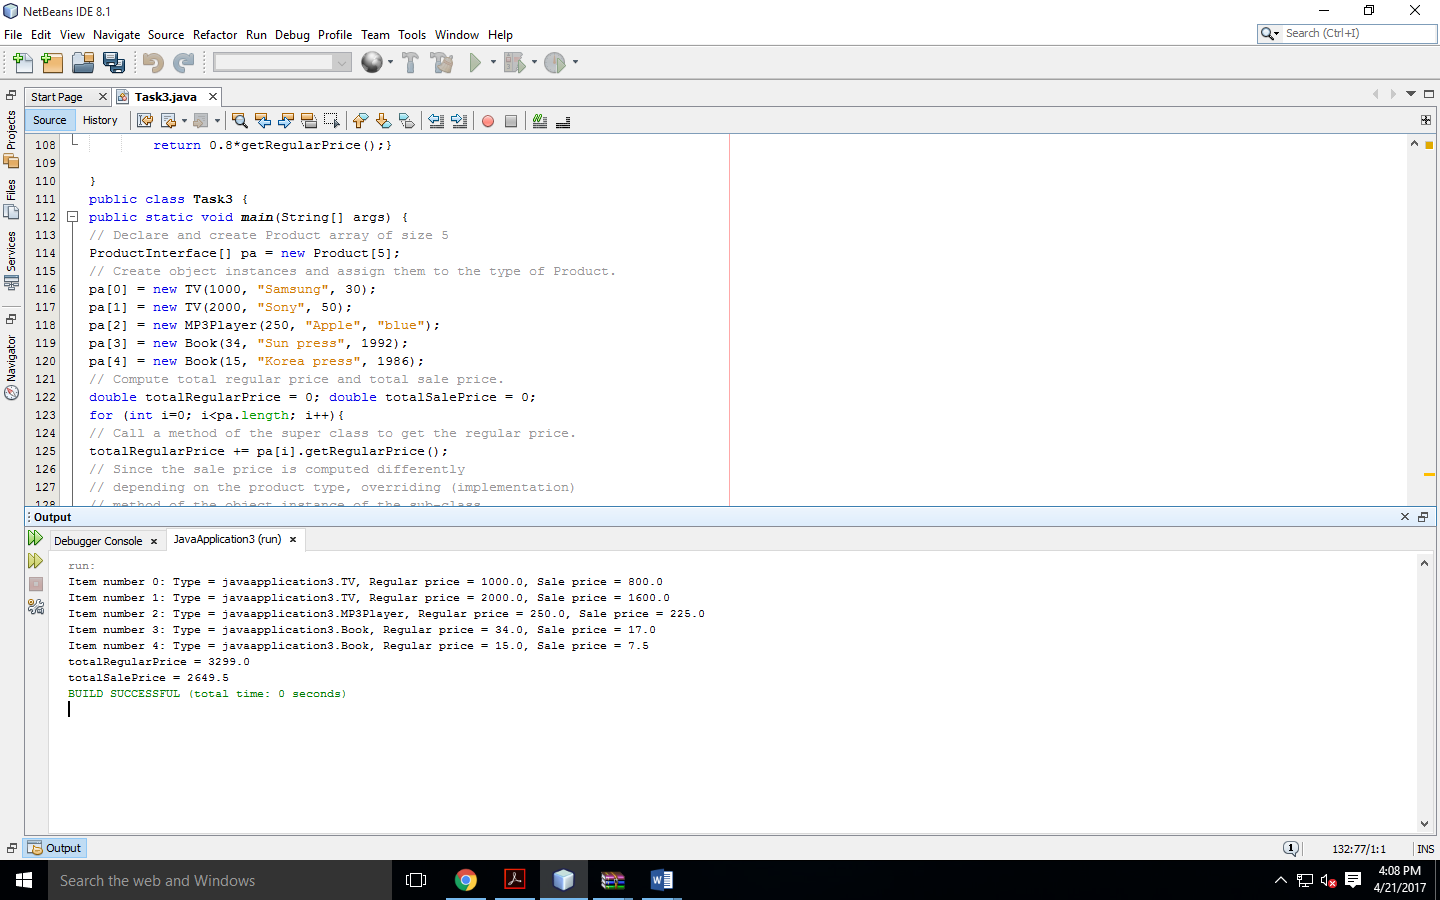 NetBeans IDE 8.1
File Edit View Navigate Source Refactor Run Debug Profile Team Tools Window Help
Search (Ctrl+I)
Start Page
Task3.java
Source History
Projects
Files
Services
Navigator
108 return 0.8*getRegularPrice();}
109
110 }
111 public class Task3 {
112 public static void main(String[] args) {
113 // Declare and create Product array of size 5
114 ProductInterface[] pa = new Product[5];
115 // Create object instances and assign them to the type of Product.
116 pa[0] = new TV(1000, "Samsung", 30);
117 pa[1] = new TV(2000, "Sony", 50);
118 pa[2] = new MP3Player(250, "Apple", "blue");
119 pa[3] = new Book(34, "Sun press", 1992);
120 pa[4] = new Book(15, "Korea press", 1986);
121 // Compute total regular price and total sale price.
122 double totalRegularPrice = 0; double totalSalePrice = 0;
123 for (int i=0; i<pa.length; i++){
124 // Call a method of the super class to get the regular price.
125 totalRegularPrice += pa[i].getRegularPrice();
126 // Since the sale price is computed differently
127 // depending on the product type, overriding (implementation)
128 // method of the object instance of the sub-class
Output
Debugger Console
JavaApplication3 (run)
run:
Item number 0: Type = javaapplication3.TV, Regular price = 1000.0, Sale price = 800.0
Item number 1: Type = javaapplication3.TV, Regular price = 2000.0, Sale price = 1600.0
Item number 2: Type = javaapplication3.MP3Player, Regular price = 250.0, Sale price = 225.0
Item number 3: Type = javaapplication3.Book, Regular price = 34.0, Sale price = 17.0
Item number 4: Type = javaapplication3.Book, Regular price = 15.0, Sale price = 7.5
totalRegularPrice = 3299.0
totalSalePrice = 2649.5
BUILD SUCCESSFUL (total time: 0 seconds)
Output
1
132:77/1:1
INS
Search the web and Windows
4:08 PM
4/21/2017